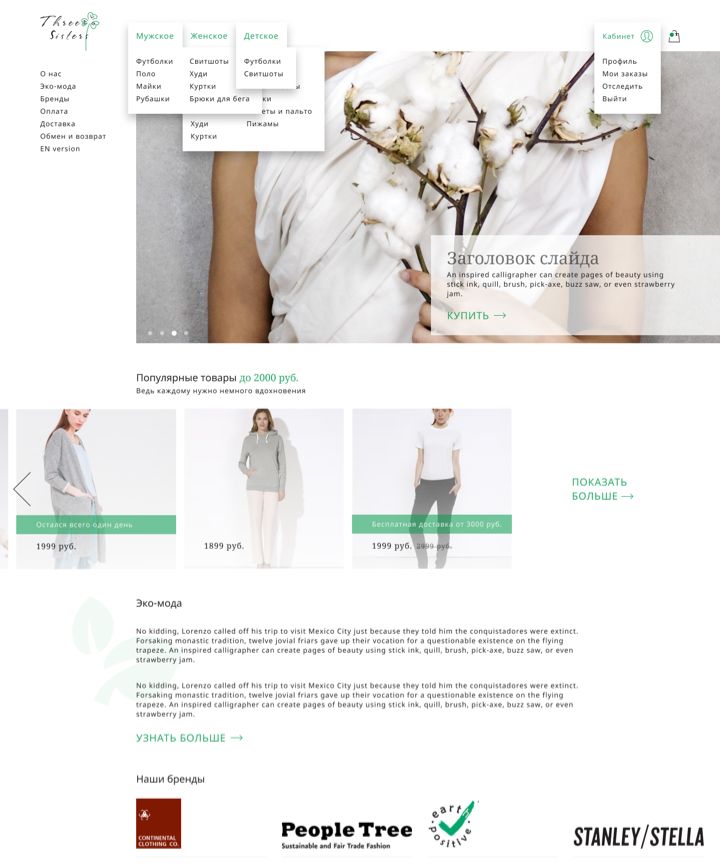 Three
Sisters
Мужское
Женское
Детское
Кабинет
Футболки
Поло
Майки
Рубашки
Свитшоты
Худи
Куртки
Брюки для бега
Футболки
Свитшоты
Худи
Куртки
Пижамы
и пальто
Профиль
Мои заказы
Отследить
Выйти
О нас
Эко-мода
Бренды
Оплата
Доставка
Обмен и возврат
EN version
Заголовок слайда
An inspired calligrapher can create pages of beauty using
stick ink, quill, brush, pick-axe, buzz saw, or even strawberry
jam.
КУПИТЬ
Популярные товары до 2000 руб.
Ведь каждому нужно немного вдохновения
Остался всего один день
1999 руб.
1899 руб.
Бесплатная доставка от 3000 руб.
1999 руб. 2999 руб.
ПОКАЗАТЬ
БОЛЬШЕ
Эко-мода
No kidding, Lorenzo called off his trip to visit Mexico City just because they told him the conquistadores were extinct.
Forsaking monastic tradition, twelve jovial friars gave up their vocation for a questionable existence on the flying
trapeze. An inspired calligrapher can create pages of beauty using stick ink, quill, brush, pick-axe, buzz saw, or even
strawberry jam.
No kidding, Lorenzo called off his trip to visit Mexico City just because they told him the conquistadores were extinct.
Forsaking monastic tradition, twelve jovial friars gave up their vocation for a questionable existence on the flying
trapeze. An inspired calligrapher can create pages of beauty using stick ink, quill, brush, pick-axe, buzz saw, or even
strawberry jam.
УЗНАТЬ БОЛЬШЕ
Наши бренды
CONTINENTAL
CLOTHING CO.
People Tree
Sustainable and Fair Trade Fashion
earth
positive
STANLEY/STELLA